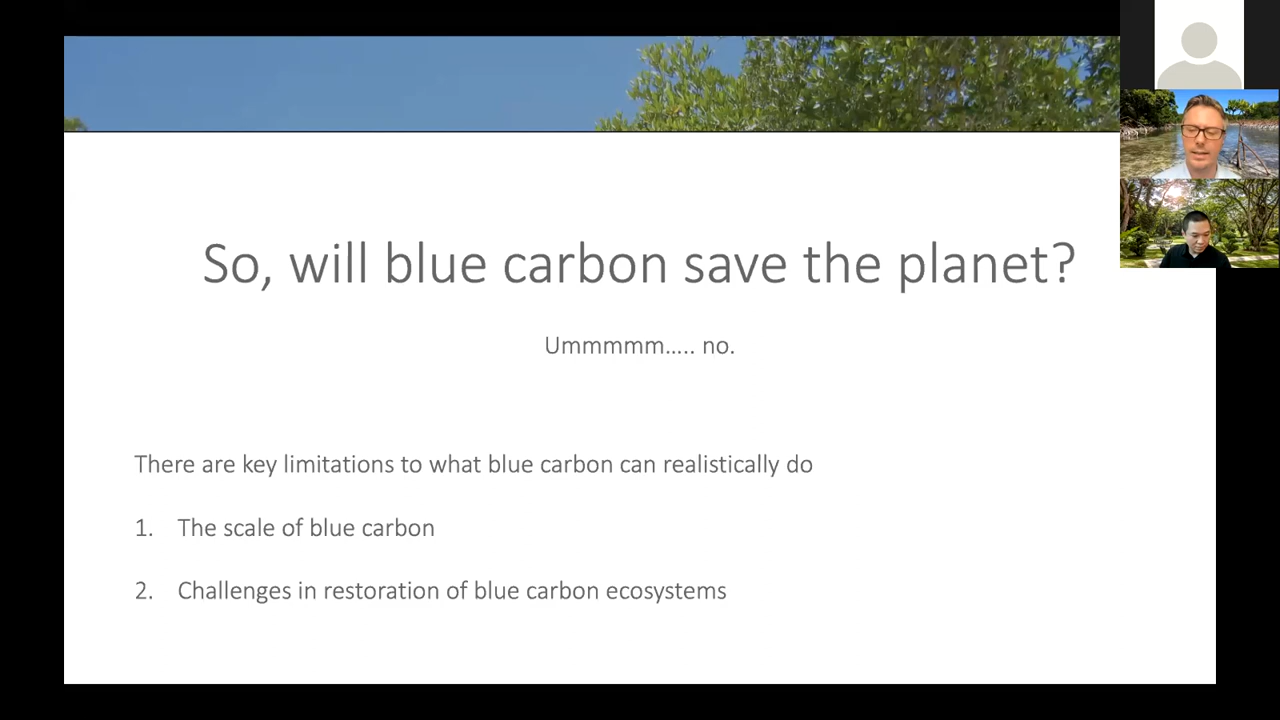 So, will blue carbon save the planet?
Ummmmm..... no.
There are key limitations to what blue carbon can realistically do
1. The scale of blue carbon
2. Challenges in restoration of blue carbon ecosystems